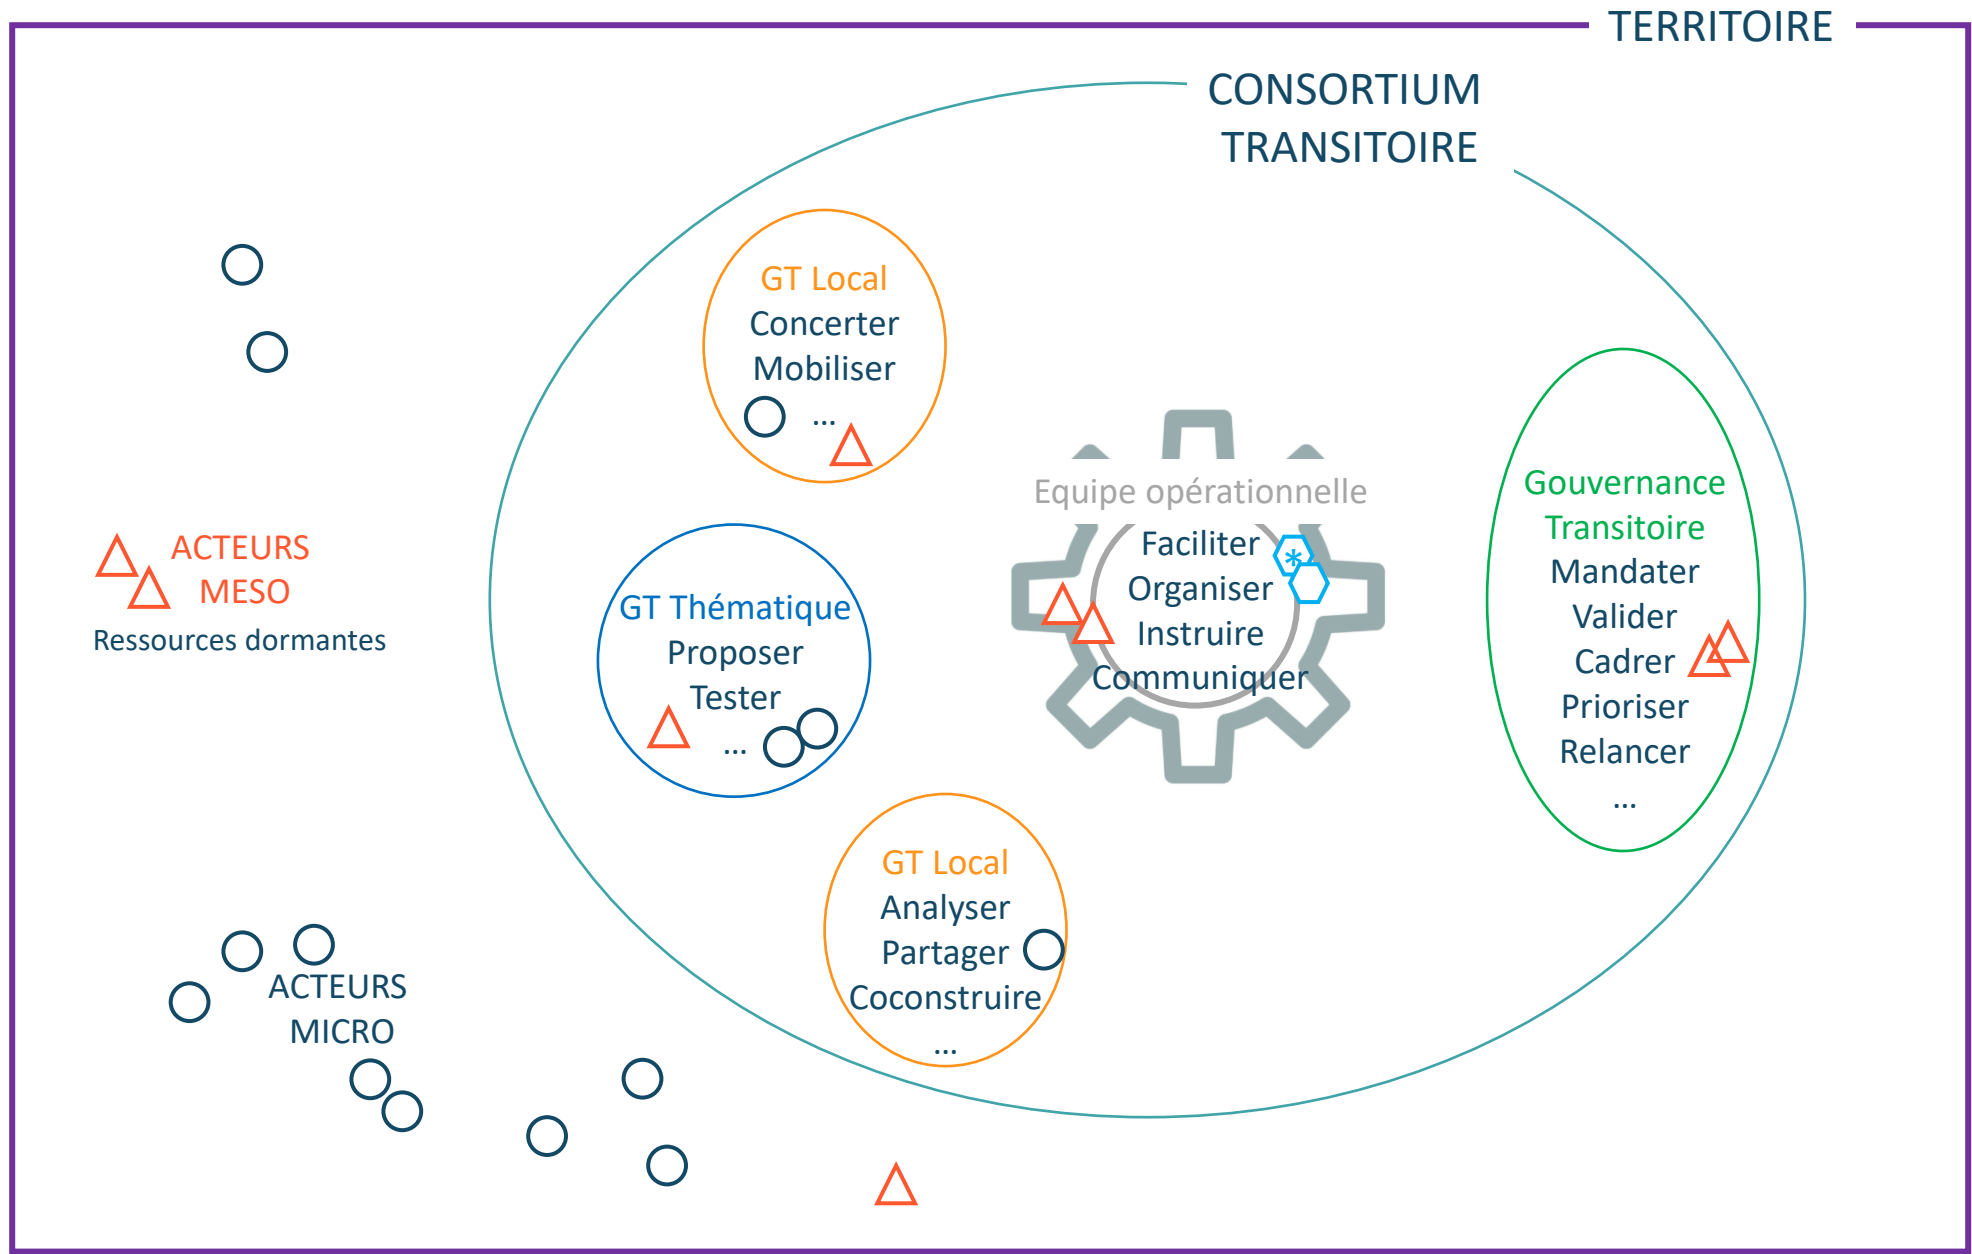 TERRITOIRE
CONSORTIUM
TRANSITOIRE
GT Local
Concerter
Mobiliser
...
Equipe opérationnelle
Faciliter
*
Organiser
Instruire
Communiquer
Gouvernance
Transitoire
Mandater
Valider
Cadrer
Prioriser
Relancer
...
ACTEURS
MESO
Ressources dormantes
GT Thématique
Proposer
Tester
...
GT Local
Analyser
Partager
Coconstruire
...
ACTEURS
MICRO